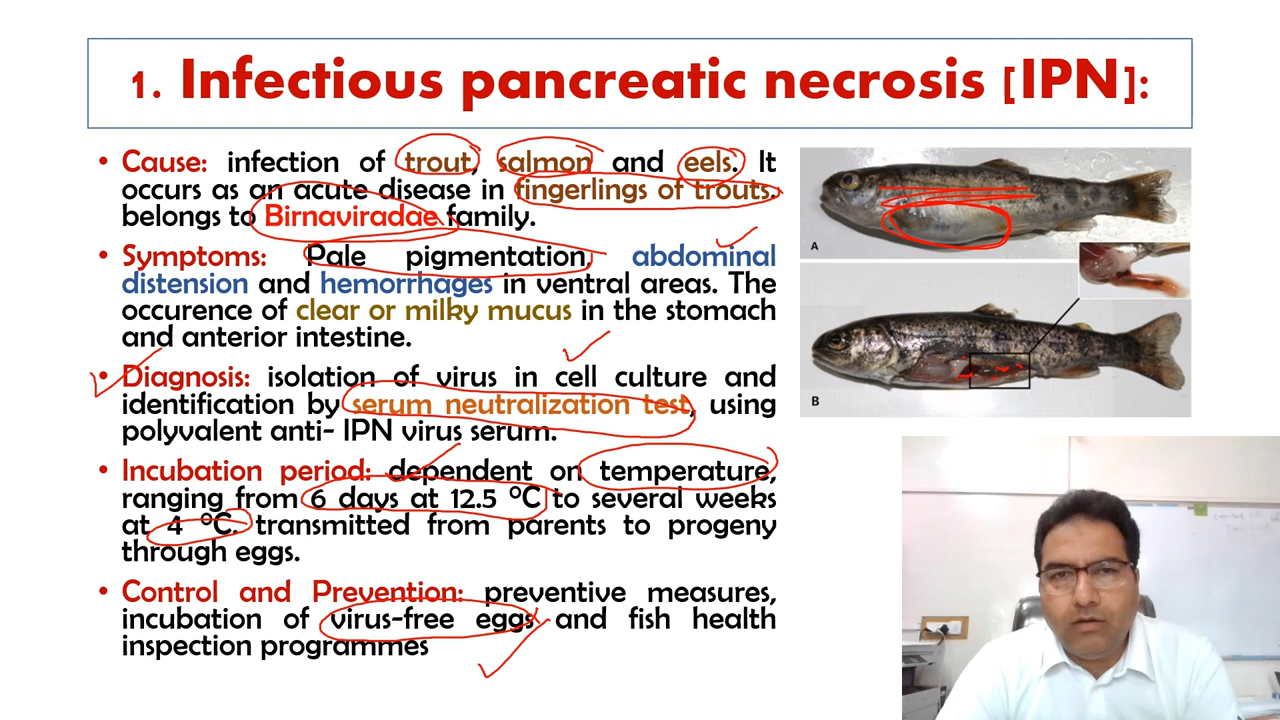 1. Infectious pancreatic necrosis [IPN]:
• Cause: infection of trout, salmon and eels. It
occurs as an acute disease in fingerlings of trouts.
belongs to Birnaviradae family.
• Symptoms: Pale pigmentation, abdominal
distension and hemorrhages in ventral areas. The
occurence of clear or milky mucus in the stomach
and anterior intestine.
• Diagnosis: isolation of virus in cell culture and
identification by serum neutralization test, using
polyvalent anti- IPN virus serum.
• Incubation period: dependent on temperature,
ranging from 6 days at 12.5 ⁰C to several weeks
at 4 ⁰C. transmitted from parents to progeny
through eggs.
• Control and Prevention: preventive measures,
incubation of virus-free eggs and fish health
inspection programmes
A
B